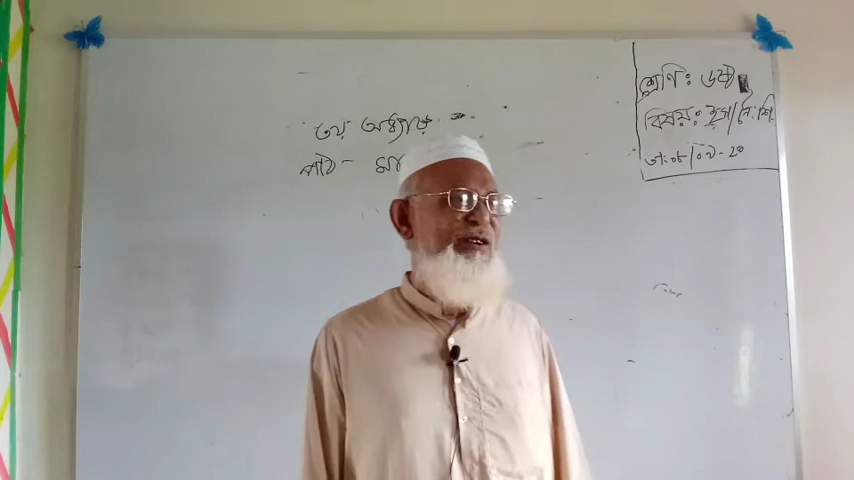 ৩য় অধ্যায়
পাঠ - মা
শ্রেণি: ৬ষ্ঠ
বিষয়: ইস/নৈ: শি
তা: ০৮/০৭-২০